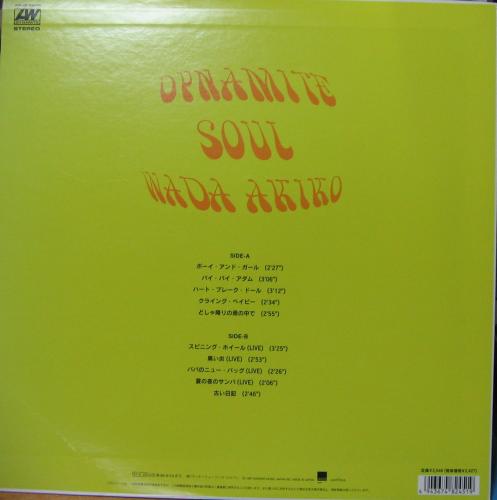 AW
STEREO
DYNAMITE
SOUL
WADA AKIKO
SIDE-A
ボーイ・アンド・ガール (2'27")
バイ・バイ・アダム (3'06")
ハート・ブレーク・ドール (3'12")
クライング・ベイビー (2'34")
どしゃ降りの雨の中で (2'55")
SIDE-B
スピニング・ホイール(LIVE) (3'25")
黒い炎(LIVE) (2'53")
パパのニュー・バッグ(LIVE) (2'26")
夏の夜のサンバ(LIVE) (2'06")
古い日記 (2'46")